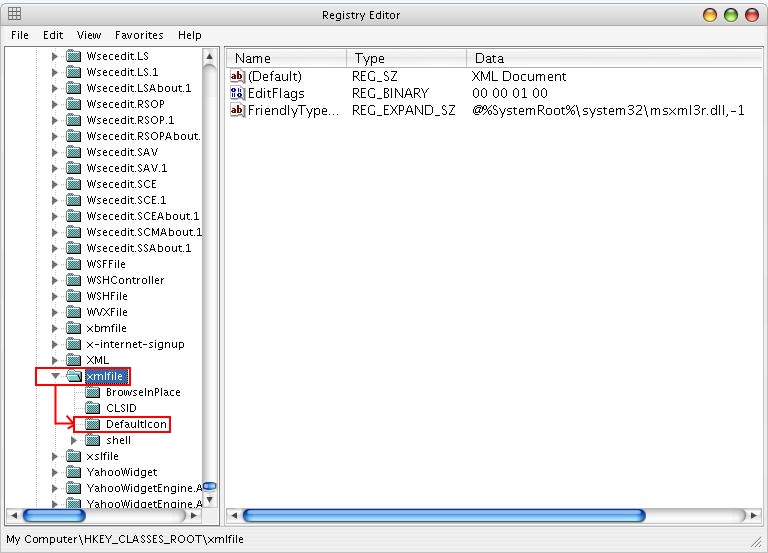 Registry Editor
File Edit View Favorites Help
Wsecedit.LS
Wsecedit.LS.1
Wsecedit.LSAbout.1
Wsecedit.RSOP
Wsecedit.RSOP.1
Wsecedit.RSOPAbout.
Wsecedit.SAV
Wsecedit.SAV.1
Wsecedit.SCE
Wsecedit.SCE.1
Wsecedit.SCEAbout.1
Wsecedit.SCMAbout.1
Wsecedit.SSAbout.1
WSFFile
WSHController
WSHFile
WVXFile
xbmfile
x-internet-signup
XML
xmlfile
BrowseInPlace
CLSID
DefaultIcon
shell
xslfile
YahooWidget
YahooWidgetEngine.A
YahooWidgetEngine.A
Name Type Data
(Default) REG_SZ XML Document
EditFlags REG_BINARY 00 00 01 00
FriendlyType... REG_EXPAND_SZ @%SystemRoot%\system32\msxml3r.dll,-1
My Computer\HKEY_CLASSES_ROOT\xmlfile